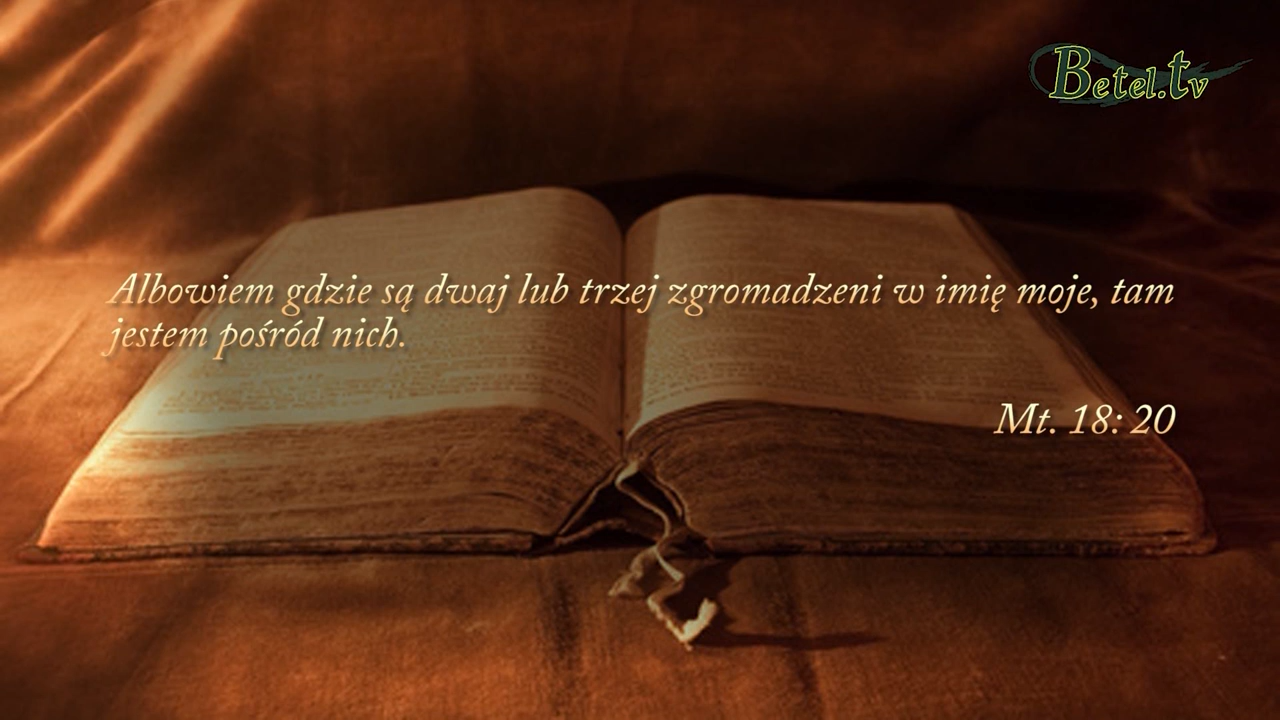 Betel.tv
Albowiem gdzie są dwaj lub trzej zgromadzeni w imię moje, tam
jestem pośród nich.
Mt. 18: 20